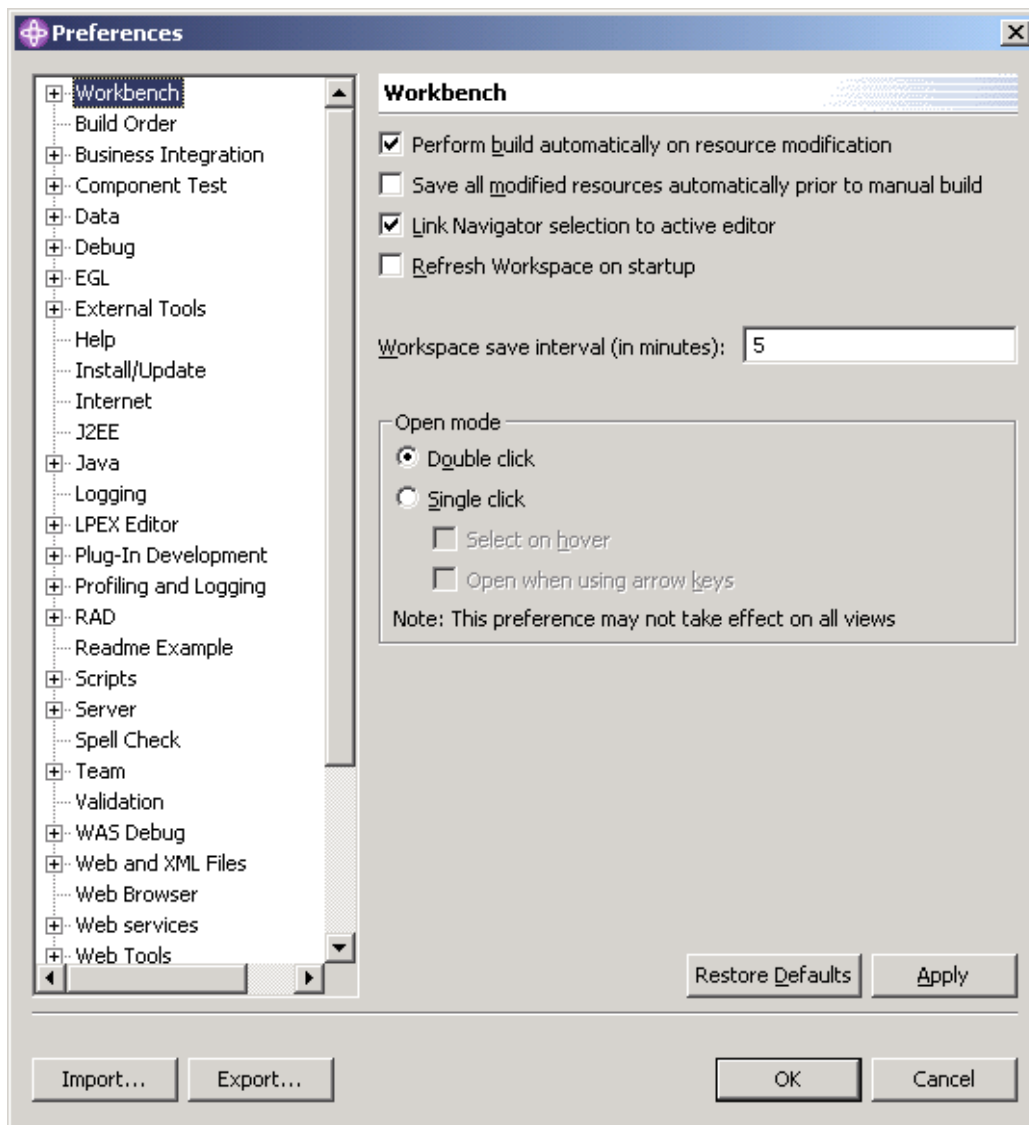 Preferences
Workbench
Build Order
Business Integration
Component Test
Data
Debug
EGL
External Tools
Help
Install/Update
Internet
J2EE
Java
Logging
LPEX Editor
Plug-In Development
Profiling and Logging
RAD
Readme Example
Scripts
Server
Spell Check
Team
Validation
WAS Debug
Web and XML Files
Web Browser
Web services
Web Tools
Workbench
Perform build automatically on resource modification
Save all modified resources automatically prior to manual build
Link Navigator selection to active editor
Refresh Workspace on startup
Workspace save interval (in minutes): 5
Open mode
Double click
Single click
Select on hover
Open when using arrow keys
Note: This preference may not take effect on all views
Restore Defaults Apply
Import... Export... OK Cancel